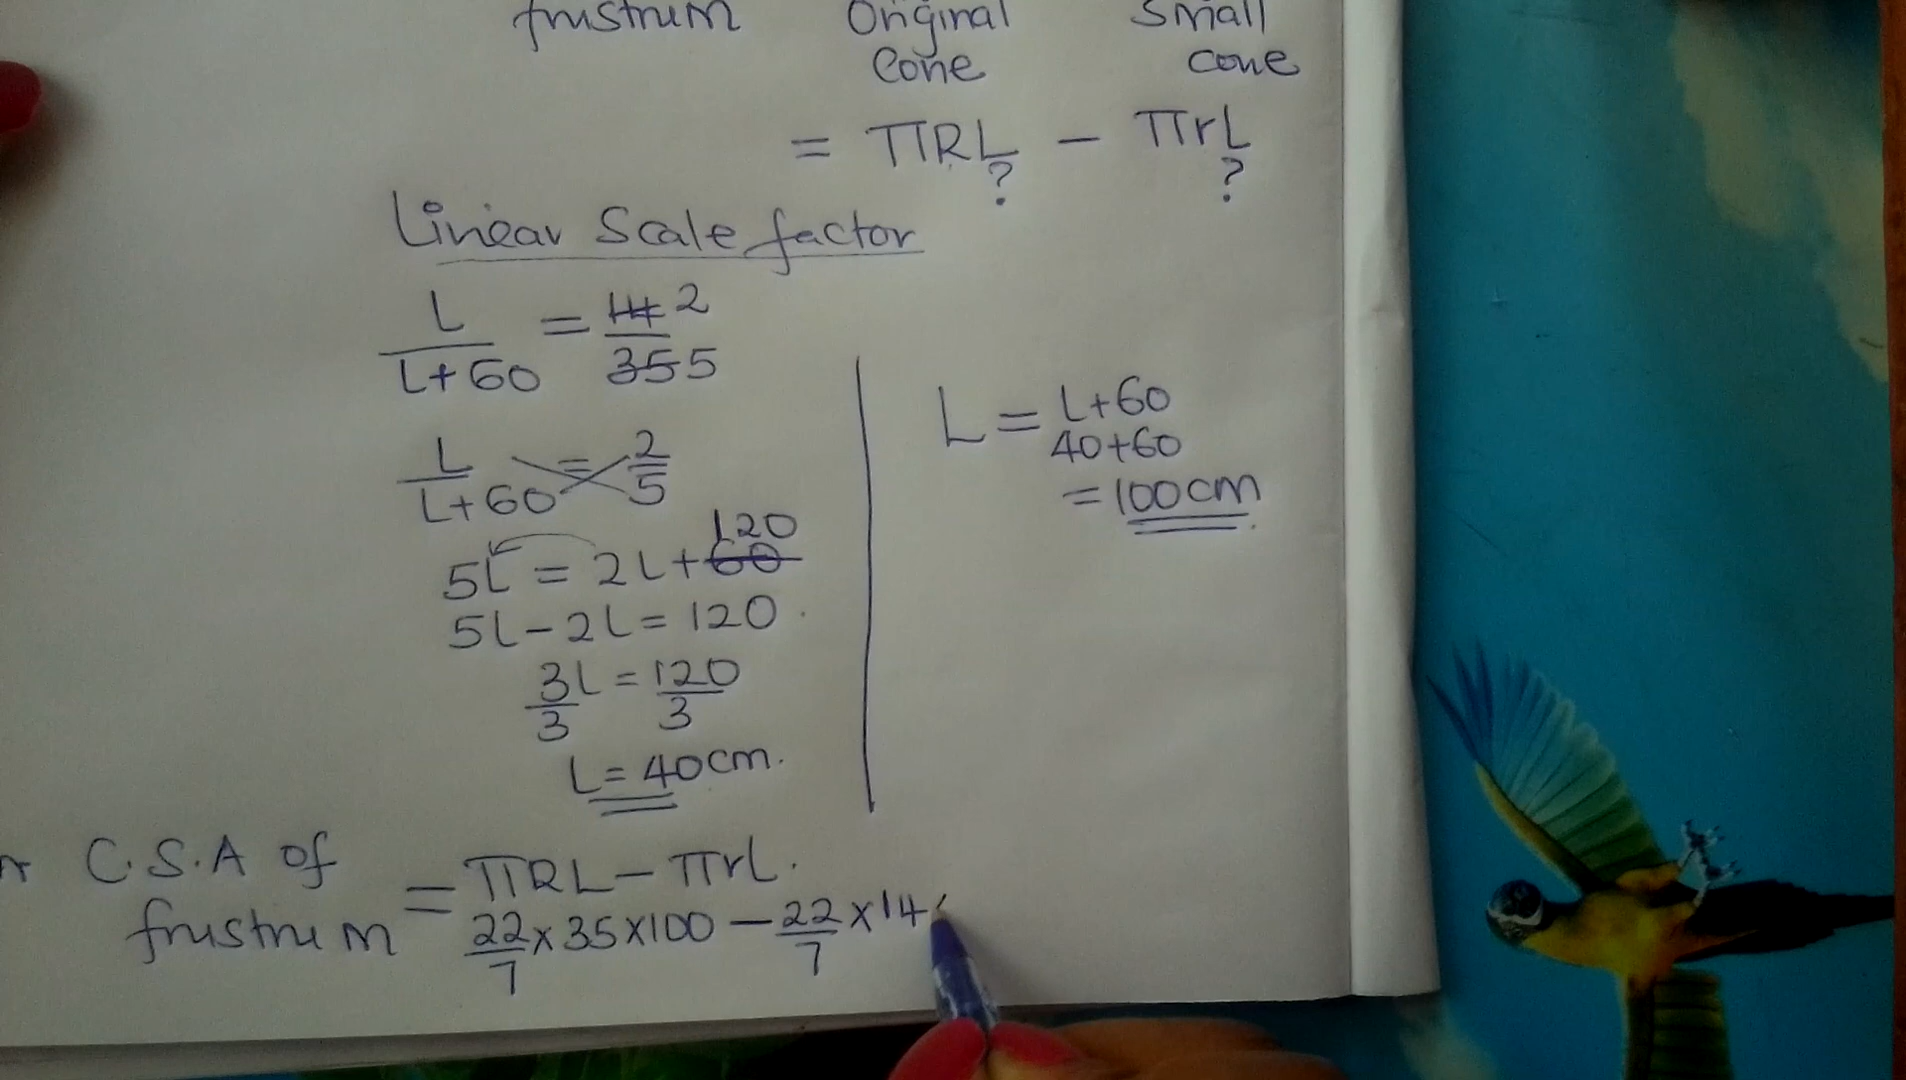 frustrum Original Small
Cone cone
= ΠRL - Πrl
? ?
Linear Scale factor
l/l+60 = 14/35 2/5
l/l+60 = 2/5
120
5l = 2l + 60
5l - 2l = 120
3l/3 = 120/3
l = 40cm.
L = l+60
40+60
= 100cm
C.S.A of
frustrum = ΠRL - Πrl.
22/7 x 35 x 100 - 22/7 x 14